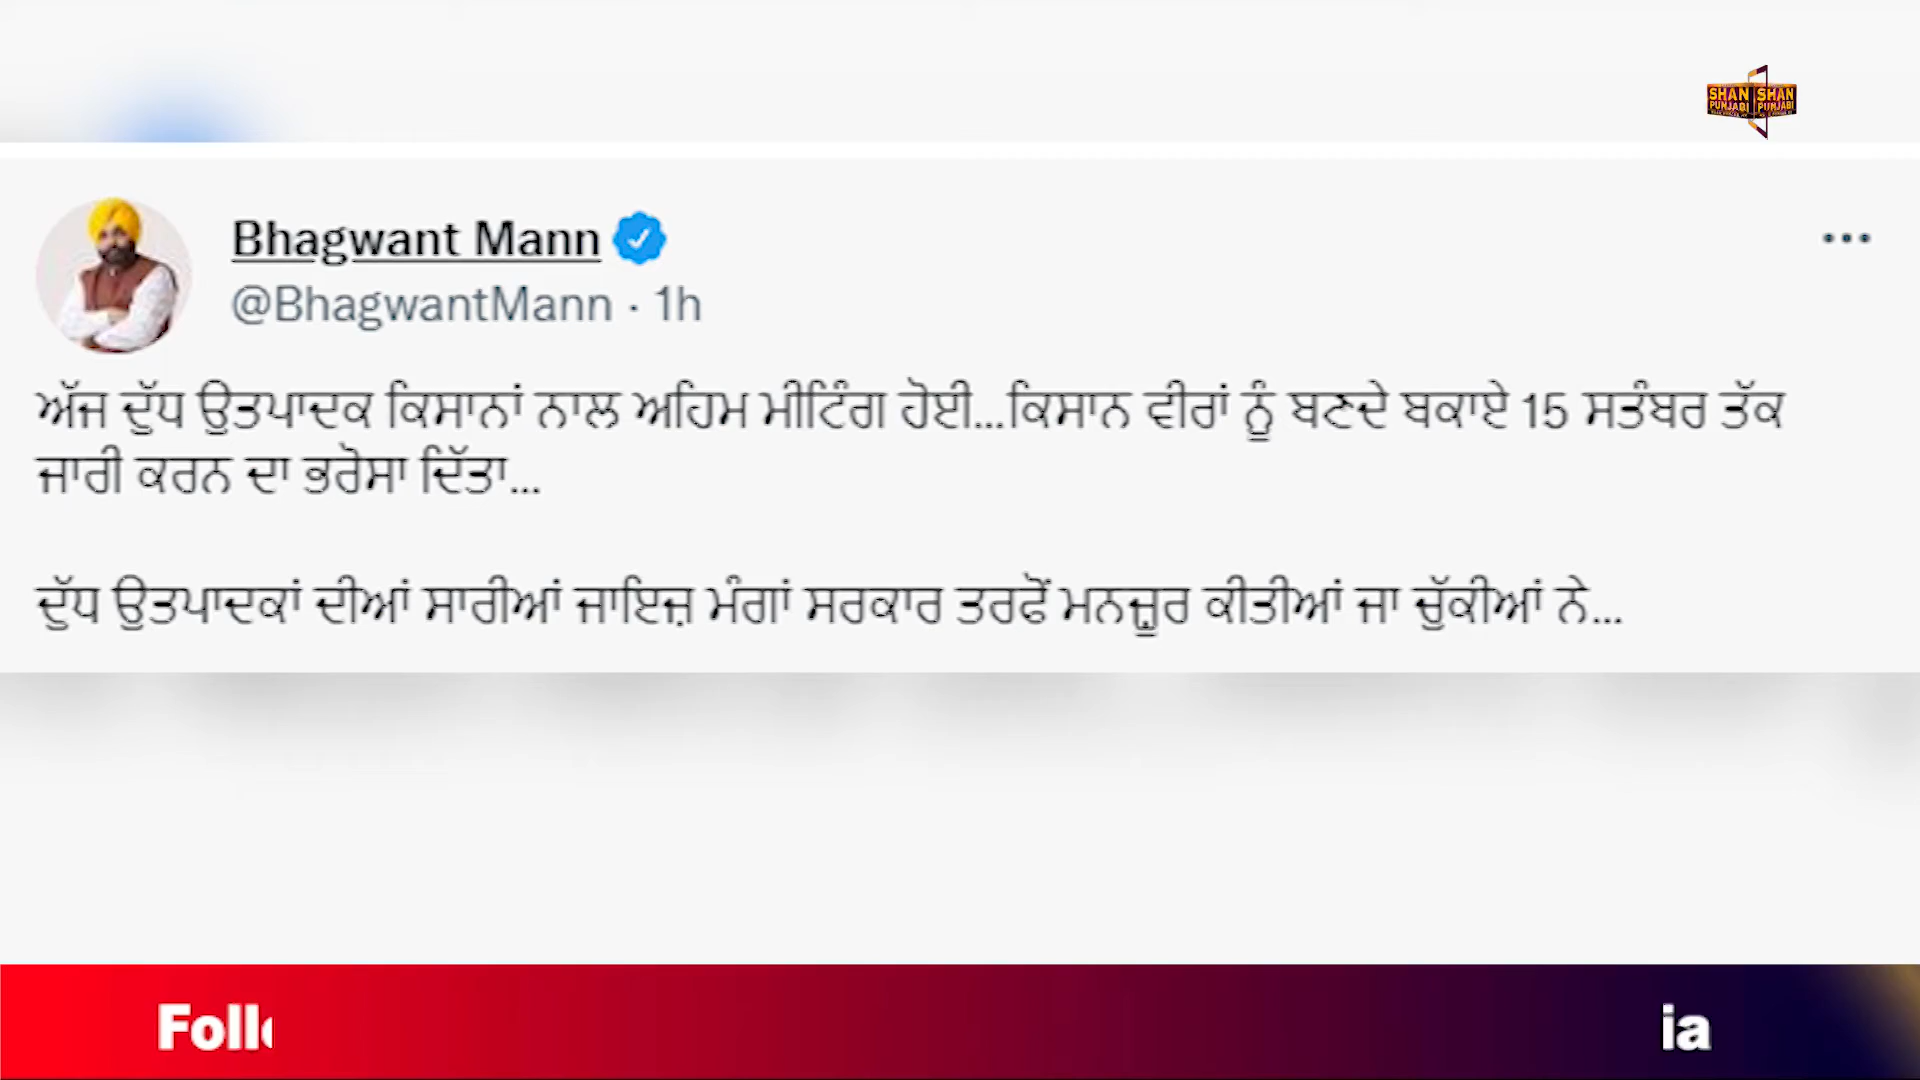 SHAN SHAN
PUNJABI PUNJABI
Bhagwant Mann
@BhagwantMann · 1h
ਅੱਜ ਦੁੱਧ ਉਤਪਾਦਕ ਕਿਸਾਨਾਂ ਨਾਲ ਅਹਿਮ ਮੀਟਿੰਗ ਹੋਈ...ਕਿਸਾਨ ਵੀਰਾਂ ਨੂੰ ਬਣਦੇ ਬਕਾਏ 15 ਸਤੰਬਰ ਤੱਕ
ਜਾਰੀ ਕਰਨ ਦਾ ਭਰੋਸਾ ਦਿੱਤਾ...
ਦੁੱਧ ਉਤਪਾਦਕਾਂ ਦੀਆਂ ਸਾਰੀਆਂ ਜਾਇਜ਼ ਮੰਗਾਂ ਸਰਕਾਰ ਤਰਫੋਂ ਮਨਜ਼ੂਰ ਕੀਤੀਆਂ ਜਾ ਚੁੱਕੀਆਂ ਨੇ...
Foll ia